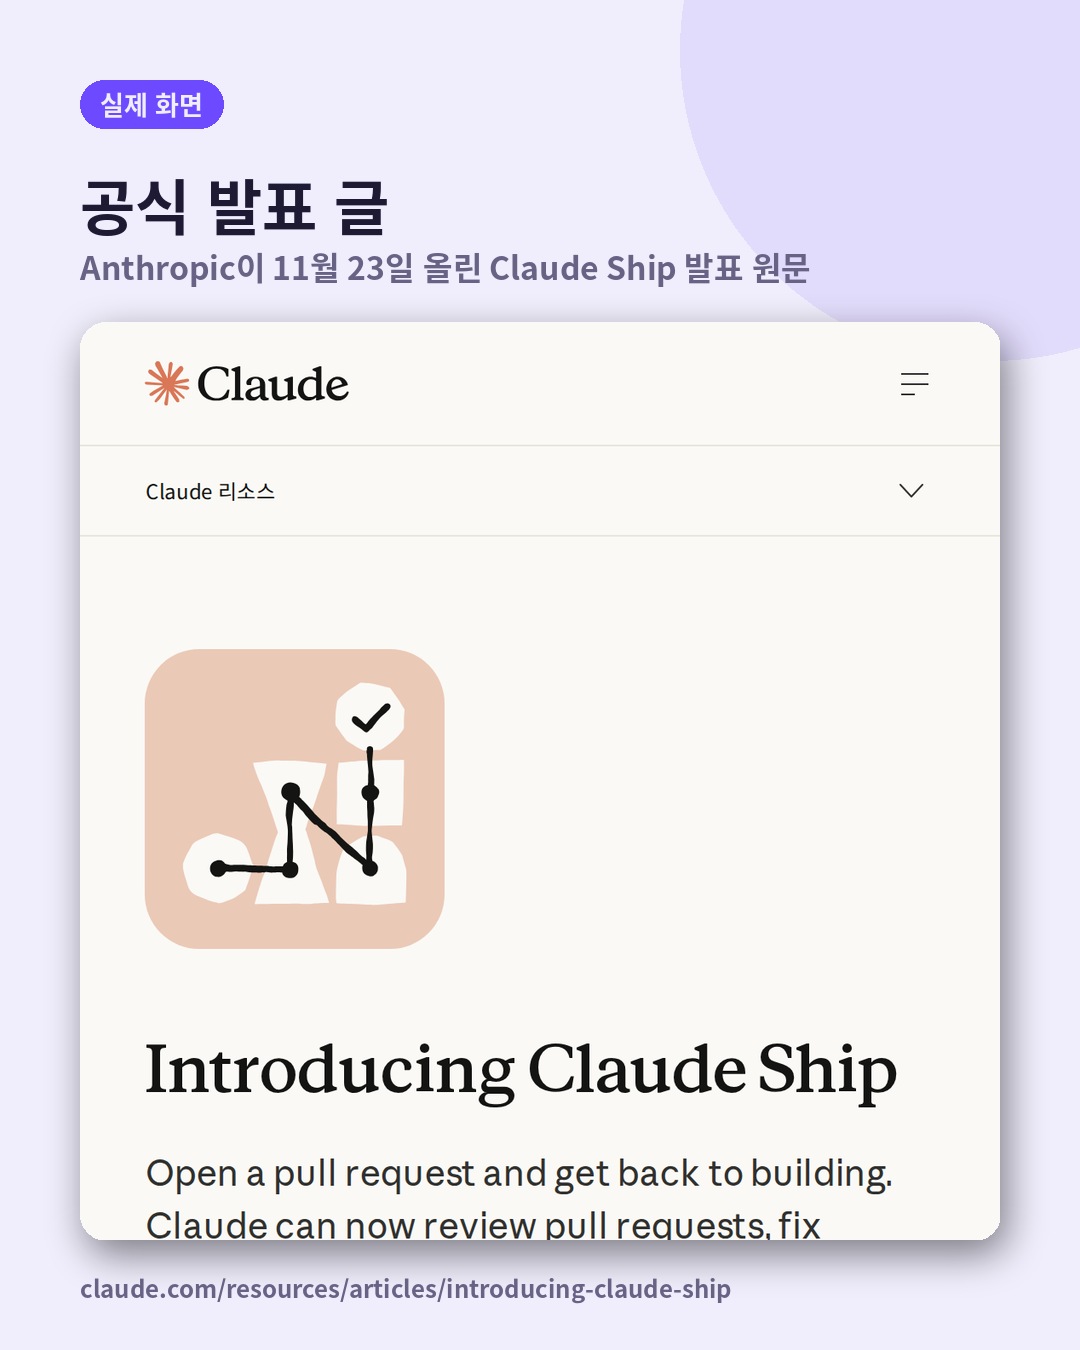 실제 화면
공식 발표 글
Anthropic이 11월 23일 올린 Claude Ship 발표 원문
Claude
Claude 리소스
Introducing Claude Ship
Open a pull request and get back to building.
Claude can now review pull requests, fix
claude.com/resources/articles/introducing-claude-ship